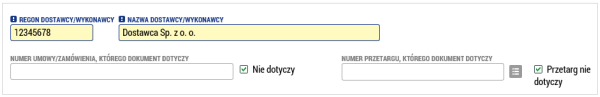 REGON DOSTAWCY/WYKONAWCY NAZWA DOSTAWCY/WYKONAWCY
12345678 Dostawca Sp. z o. o.
NUMER UMOWY/ZAMÓWIENIA, KTÓREGO DOKUMENT DOTYCZY NUMER PRZETARGU, KTÓREGO DOKUMENT DOTYCZY
Nie dotyczy Przetarg nie
dotyczy